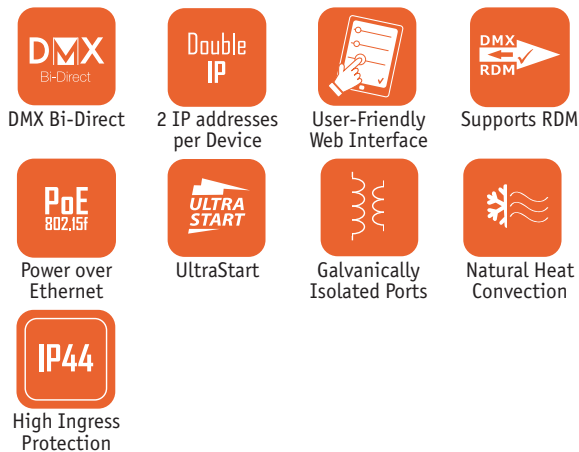 DMX
Bi-Direct
DMX Bi-Direct
Double
IP
2 IP addresses
per Device
User-Friendly
Web Interface
DMX
RDM
Supports RDM
PoE
802,15f
Power over
Ethernet
ULTRA
START
UltraStart
Galvanically
Isolated Ports
Natural Heat
Convection
IP44
High Ingress
Protection